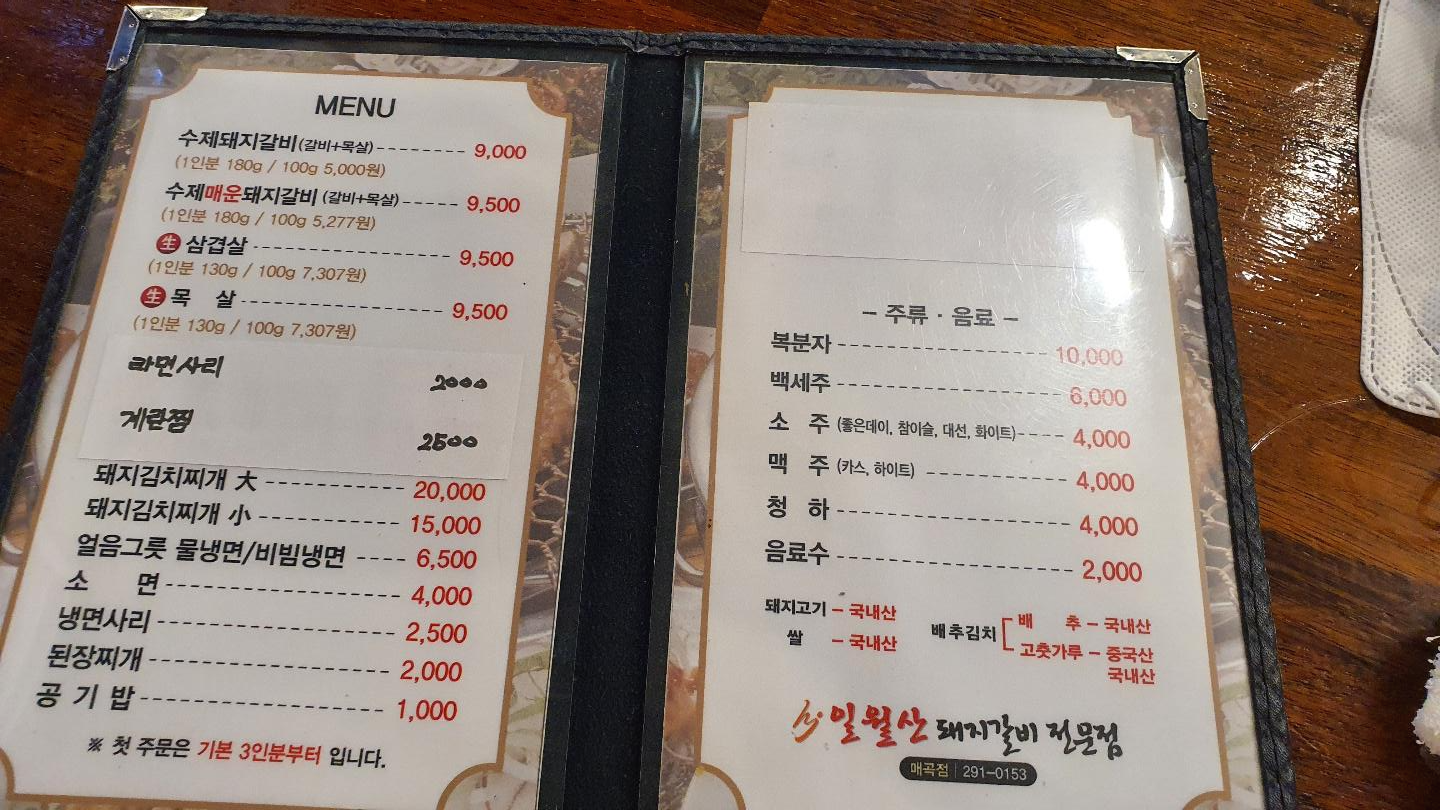 MENU
수제돼지갈비(갈비+목살) 9,000
(1인분 180g / 100g 5,000원)
수제매운돼지갈비 (갈비+목살) 9,500
(1인분 180g / 100g 5,277원)
生 삼겹살 9,500
(1인분 130g / 100g 7,307원)
生 목 살 9,500
(1인분 130g / 100g 7,307원)
라면사리 2000
계란찜 2500
돼지김치찌개 大 20,000
돼지김치찌개 小 15,000
얼음그릇 물냉면/비빔냉면 6,500
소 면 4,000
냉면사리 2,500
된장찌개 2,000
공 기 밥 1,000
※ 첫 주문은 기본 3인분부터 입니다.
- 주류 · 음료 -
복분자 10,000
백세주 6,000
소 주 (좋은데이, 참이슬, 대선, 화이트) 4,000
맥 주 (카스, 하이트) 4,000
청 하 4,000
음료수 2,000
돼지고기 - 국내산
쌀 - 국내산
배추김치 배 추 - 국내산
고춧가루 - 중국산
국내산
일월산 돼지갈비 전문점
매곡점 | 291-0153